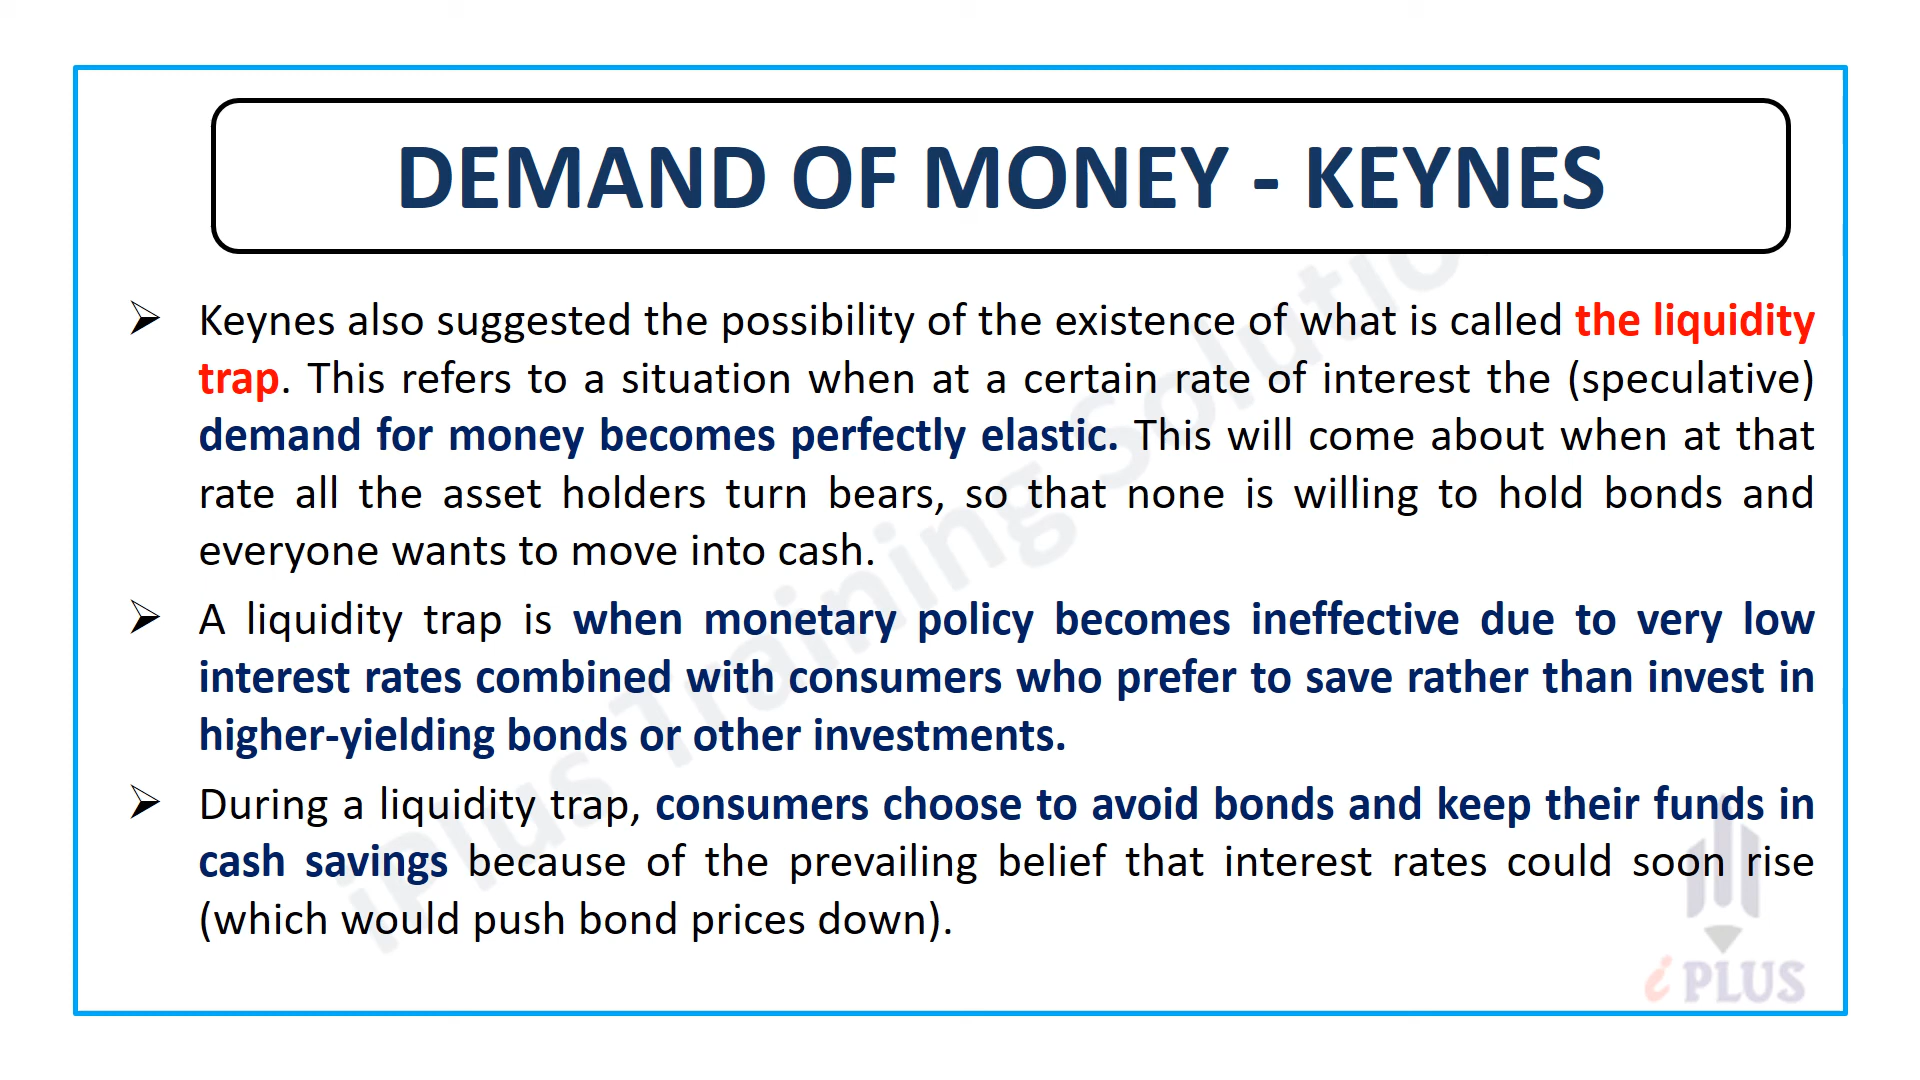 DEMAND OF MONEY - KEYNES
Keynes also suggested the possibility of the existence of what is called the liquidity
trap. This refers to a situation when at a certain rate of interest the (speculative)
demand for money becomes perfectly elastic. This will come about when at that
rate all the asset holders turn bears, so that none is willing to hold bonds and
everyone wants to move into cash.
A liquidity trap is when monetary policy becomes ineffective due to very low
interest rates combined with consumers who prefer to save rather than invest in
higher-yielding bonds or other investments.
During a liquidity trap, consumers choose to avoid bonds and keep their funds in
cash savings because of the prevailing belief that interest rates could soon rise
(which would push bond prices down).
iPlus Training Solutio
i PLUS